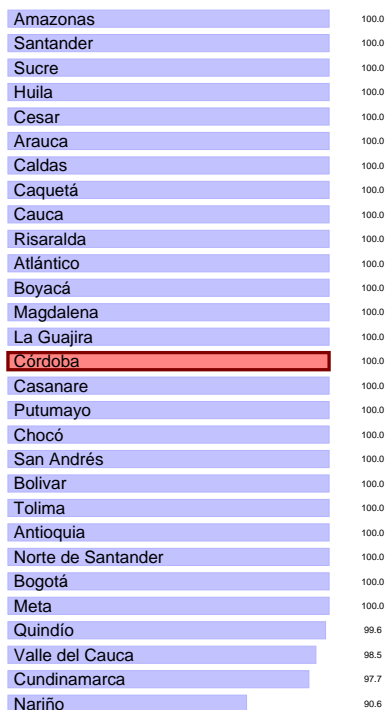 Amazonas 100.0
Santander 100.0
Sucre 100.0
Huila 100.0
Cesar 100.0
Arauca 100.0
Caldas 100.0
Caquetá 100.0
Cauca 100.0
Risaralda 100.0
Atlántico 100.0
Boyacá 100.0
Magdalena 100.0
La Guajira 100.0
Córdoba 100.0
Casanare 100.0
Putumayo 100.0
Chocó 100.0
San Andrés 100.0
Bolivar 100.0
Tolima 100.0
Antioquia 100.0
Norte de Santander 100.0
Bogotá 100.0
Meta 100.0
Quindío 99.6
Valle del Cauca 98.5
Cundinamarca 97.7
Nariño 90.6